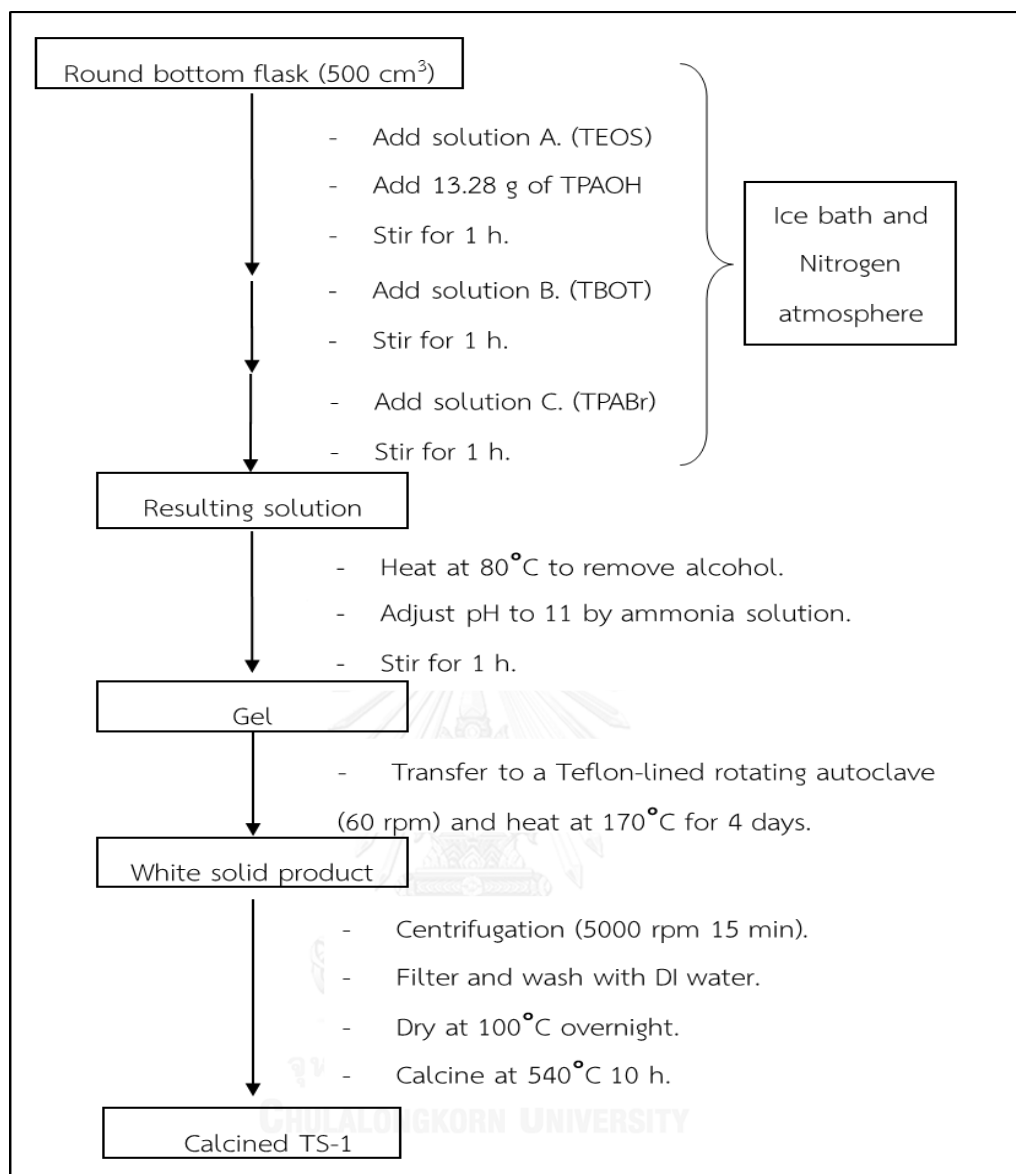 Round bottom flask (500 cm³)
- Add solution A. (TEOS)
- Add 13.28 g of TPAOH
- Stir for 1 h.
- Add solution B. (TBOT)
- Stir for 1 h.
- Add solution C. (TPABr)
- Stir for 1 h.
Ice bath and
Nitrogen
atmosphere
Resulting solution
- Heat at 80°C to remove alcohol.
- Adjust pH to 11 by ammonia solution.
- Stir for 1 h.
Gel
- Transfer to a Teflon-lined rotating autoclave
(60 rpm) and heat at 170°C for 4 days.
White solid product
- Centrifugation (5000 rpm 15 min).
- Filter and wash with DI water.
- Dry at 100°C overnight.
- Calcine at 540°C 10 h.
CHULALONGKORN UNIVERSITY
Calcined TS-1